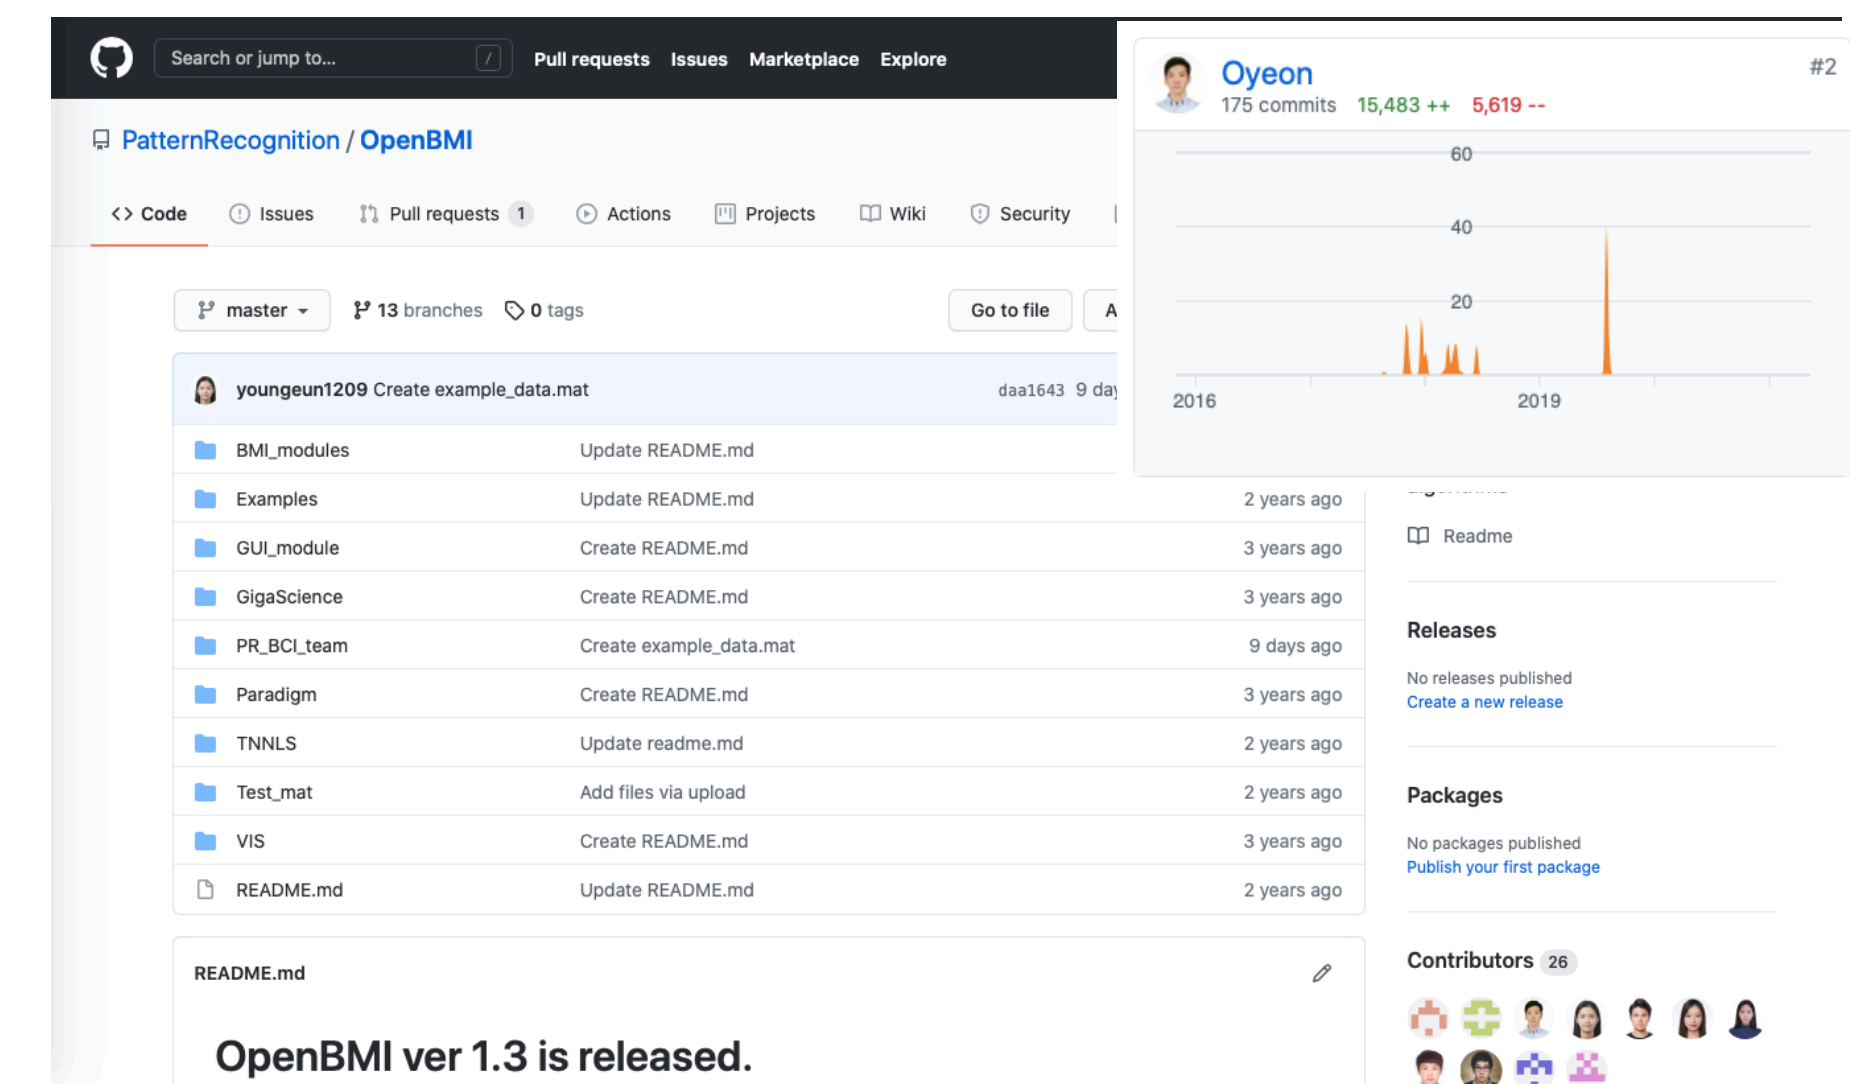 Search or jump to... /
Pull requests Issues Marketplace Explore
PatternRecognition / OpenBMI
<> Code Issues Pull requests 1 Actions Projects Wiki Security
master 13 branches 0 tags Go to file
youngeun1209 Create example_data.mat daa1643 9
BMI_modules Update README.md
Examples Update README.md 2 years ago
GUI_module Create README.md 3 years ago
GigaScience Create README.md 3 years ago
PR_BCI_team Create example_data.mat 9 days ago
Paradigm Create README.md 3 years ago
TNNLS Update readme.md 2 years ago
Test_mat Add files via upload 2 years ago
VIS Create README.md 3 years ago
README.md Update README.md 2 years ago
README.md
OpenBMI ver 1.3 is released.
Oyeon #2
175 commits 15,483 ++ 5,619 --
60
40
20
2016 2019
Readme
Releases
No releases published
Create a new release
Packages
No packages published
Publish your first package
Contributors 26